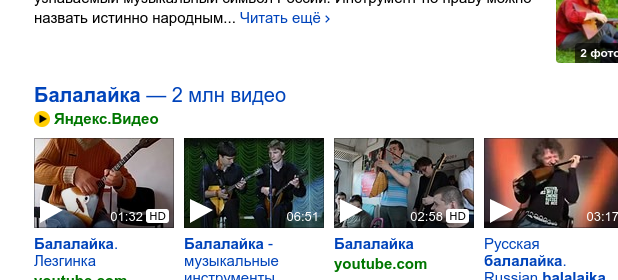 узнаваемый музыкальный символ России. Инструмент по праву можно
назвать истинно народным... Читать ещё ›
2 фото
Балалайка — 2 млн видео
Яндекс.Видео
01:32 HD
06:51
02:58 HD
03:17
Балалайка.
Лезгинка
youtube.com
Балалайка -
музыкальные
инструменты
Балалайка
youtube.com
Русская
балалайка.
Russian balalaika